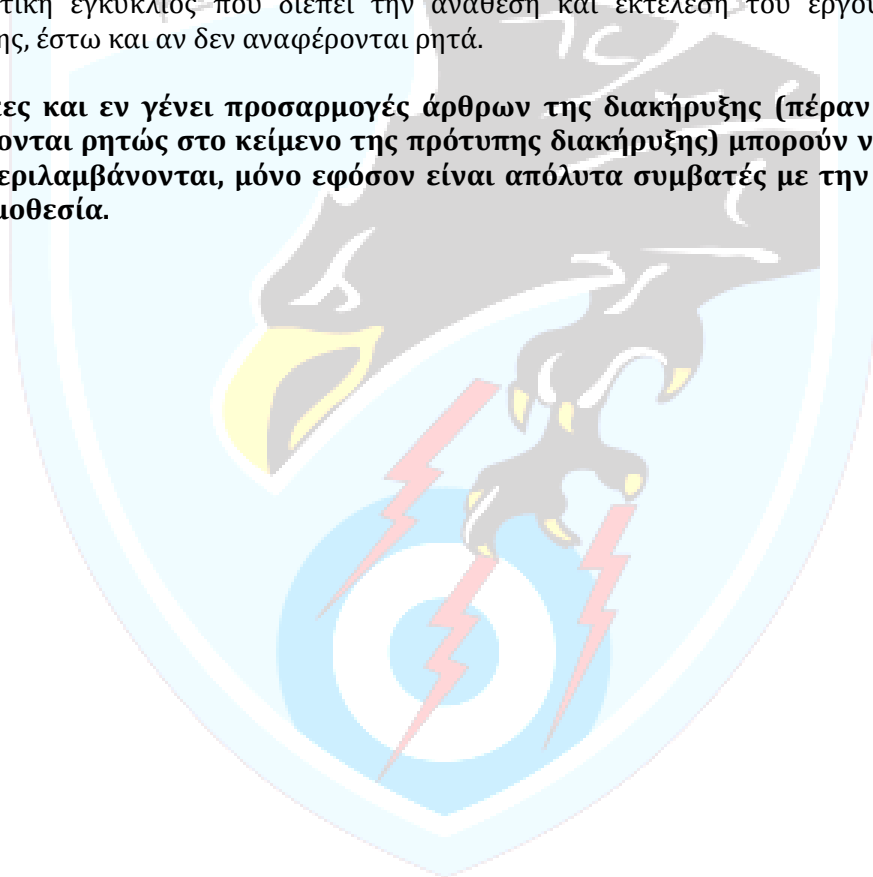 τική εγκύκλιος που διέπει την ανάθεση και εκτέλεση του έργου
ης, έστω και αν δεν αναφέρονται ρητά.
ες και εν γένει προσαρμογές άρθρων της διακήρυξης (πέραν
ονται ρητώς στο κείμενο της πρότυπης διακήρυξης) μπορούν ν
εριλαμβάνονται, μόνο εφόσον είναι απόλυτα συμβατές με την
μοθεσία.